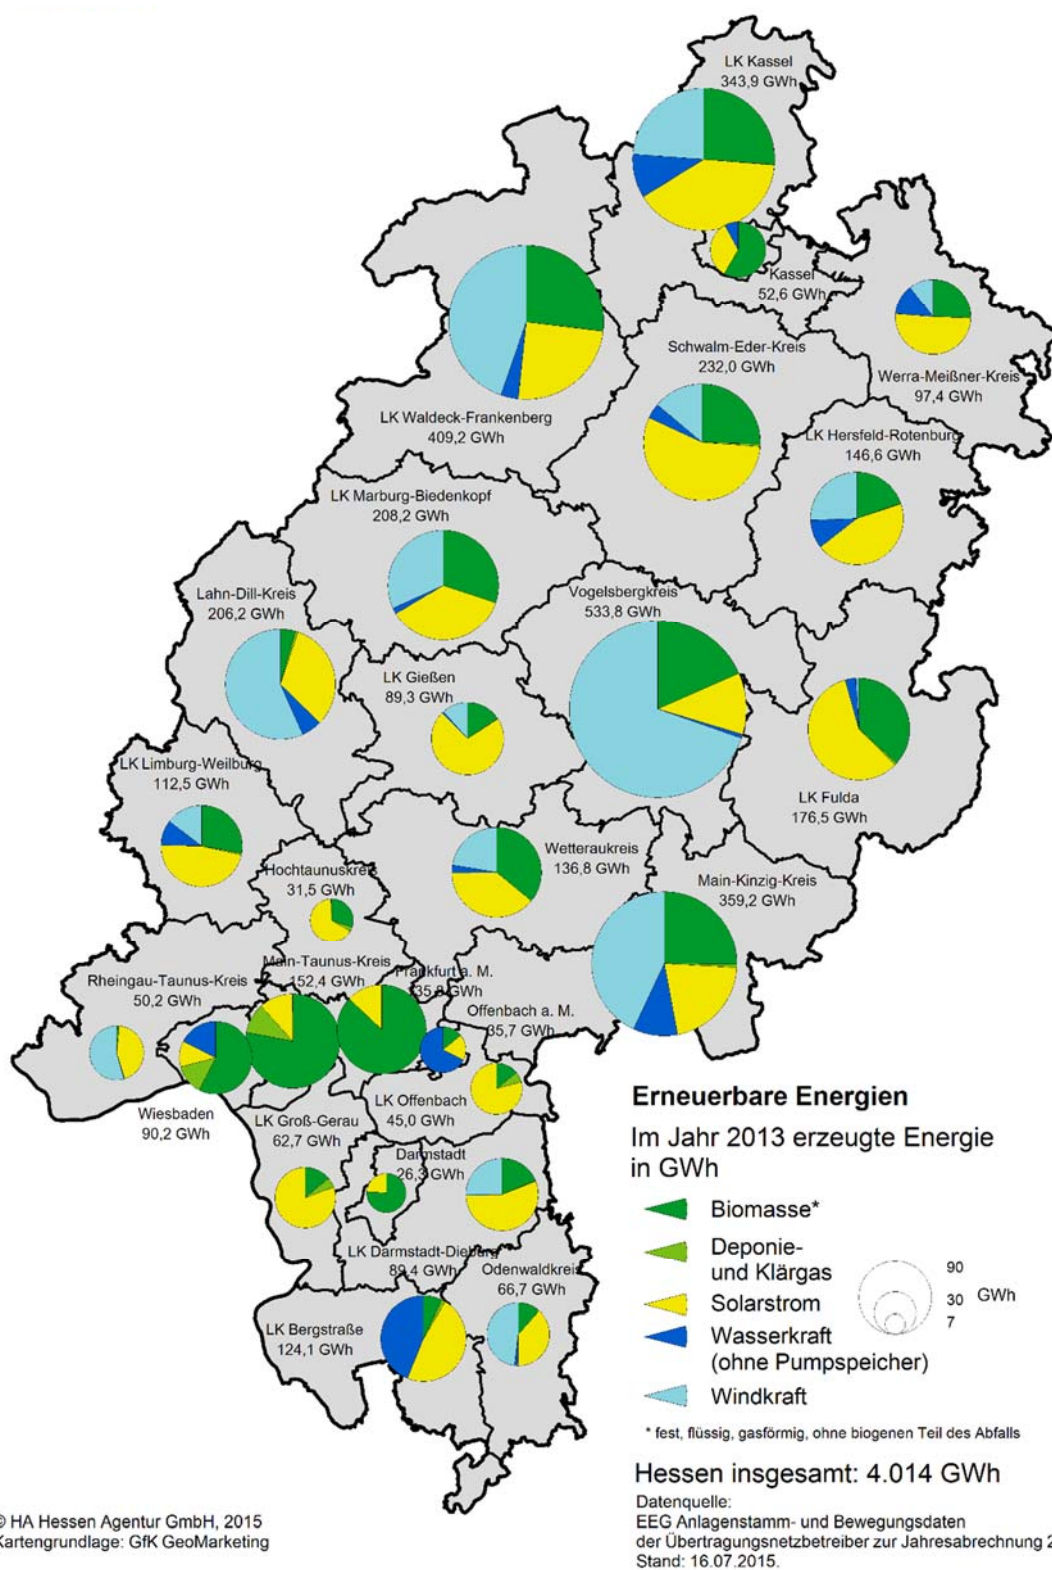 LK Kassel
343,9 GWh
Kassel
52,6 GWh
Werra-Meißner-Kreis
97,4 GWh
Schwalm-Eder-Kreis
232,0 GWh
LK Waldeck-Frankenberg
409,2 GWh
LK Hersfeld-Rotenburg
146,6 GWh
LK Marburg-Biedenkopf
208,2 GWh
Lahn-Dill-Kreis
206,2 GWh
Vogelsbergkreis
533,8 GWh
LK Gießen
89,3 GWh
LK Limburg-Weilburg
112,5 GWh
LK Fulda
176,5 GWh
Wetteraukreis
136,8 GWh
Hochtaunuskreis
31,5 GWh
Main-Kinzig-Kreis
359,2 GWh
Main-Taunus-Kreis
152,4 GWh
Frankfurt a. M.
GWh
Rheingau-Taunus-Kreis
50,2 GWh
Offenbach a. M.
35,7 GWh
Wiesbaden
90,2 GWh
LK Offenbach
45,0 GWh
LK Groß-Gerau
62,7 GWh
Darmstadt
26,3 GWh
LK Darmstadt-Dieburg
89,4 GWh
Odenwaldkreis
66,7 GWh
LK Bergstraße
124,1 GWh
Erneuerbare Energien
Im Jahr 2013 erzeugte Energie
in GWh
Biomasse*
Deponie-
und Klärgas
Solarstrom
Wasserkraft
(ohne Pumpspeicher)
Windkraft
90
30
7
GWh
* fest, flüssig, gasförmig, ohne biogenen Teil des Abfalls
Hessen insgesamt: 4.014 GWh
Datenquelle:
EEG Anlagenstamm- und Bewegungsdaten
der Übertragungsnetzbetreiber zur Jahresabrechnung 2
Stand: 16.07.2015.
© HA Hessen Agentur GmbH, 2015
Kartengrundlage: GfK GeoMarketing